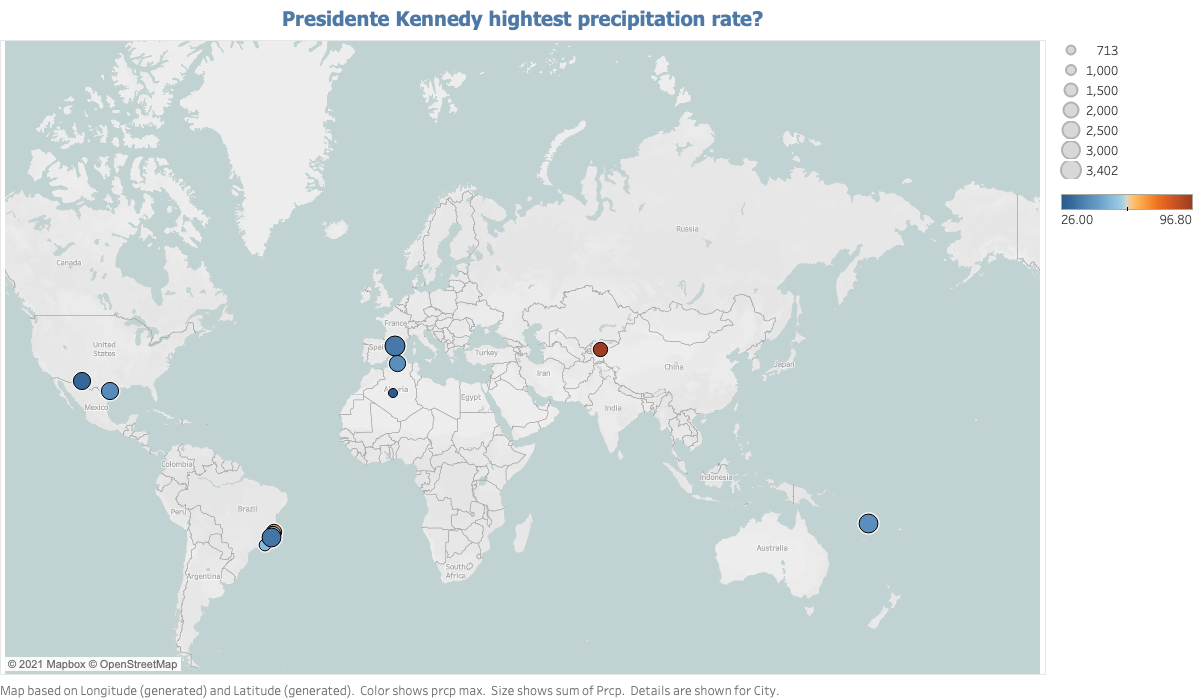 Presidente Kennedy hightest precipitation rate?
713
1,000
1,500
2,000
2,500
3,000
3,402
26.00 96.80
Russia
Canada
France
United
States
Spai
Turkey
China
Japan
Iran
Mexico
Egypt
India
Colombia
Indonesia
Brazil
Peru
Australia
South
Africa
Argentina
© 2021 Mapbox © OpenStreetMap
Map based on Longitude (generated) and Latitude (generated). Color shows prcp max. Size shows sum of Prcp. Details are shown for City.